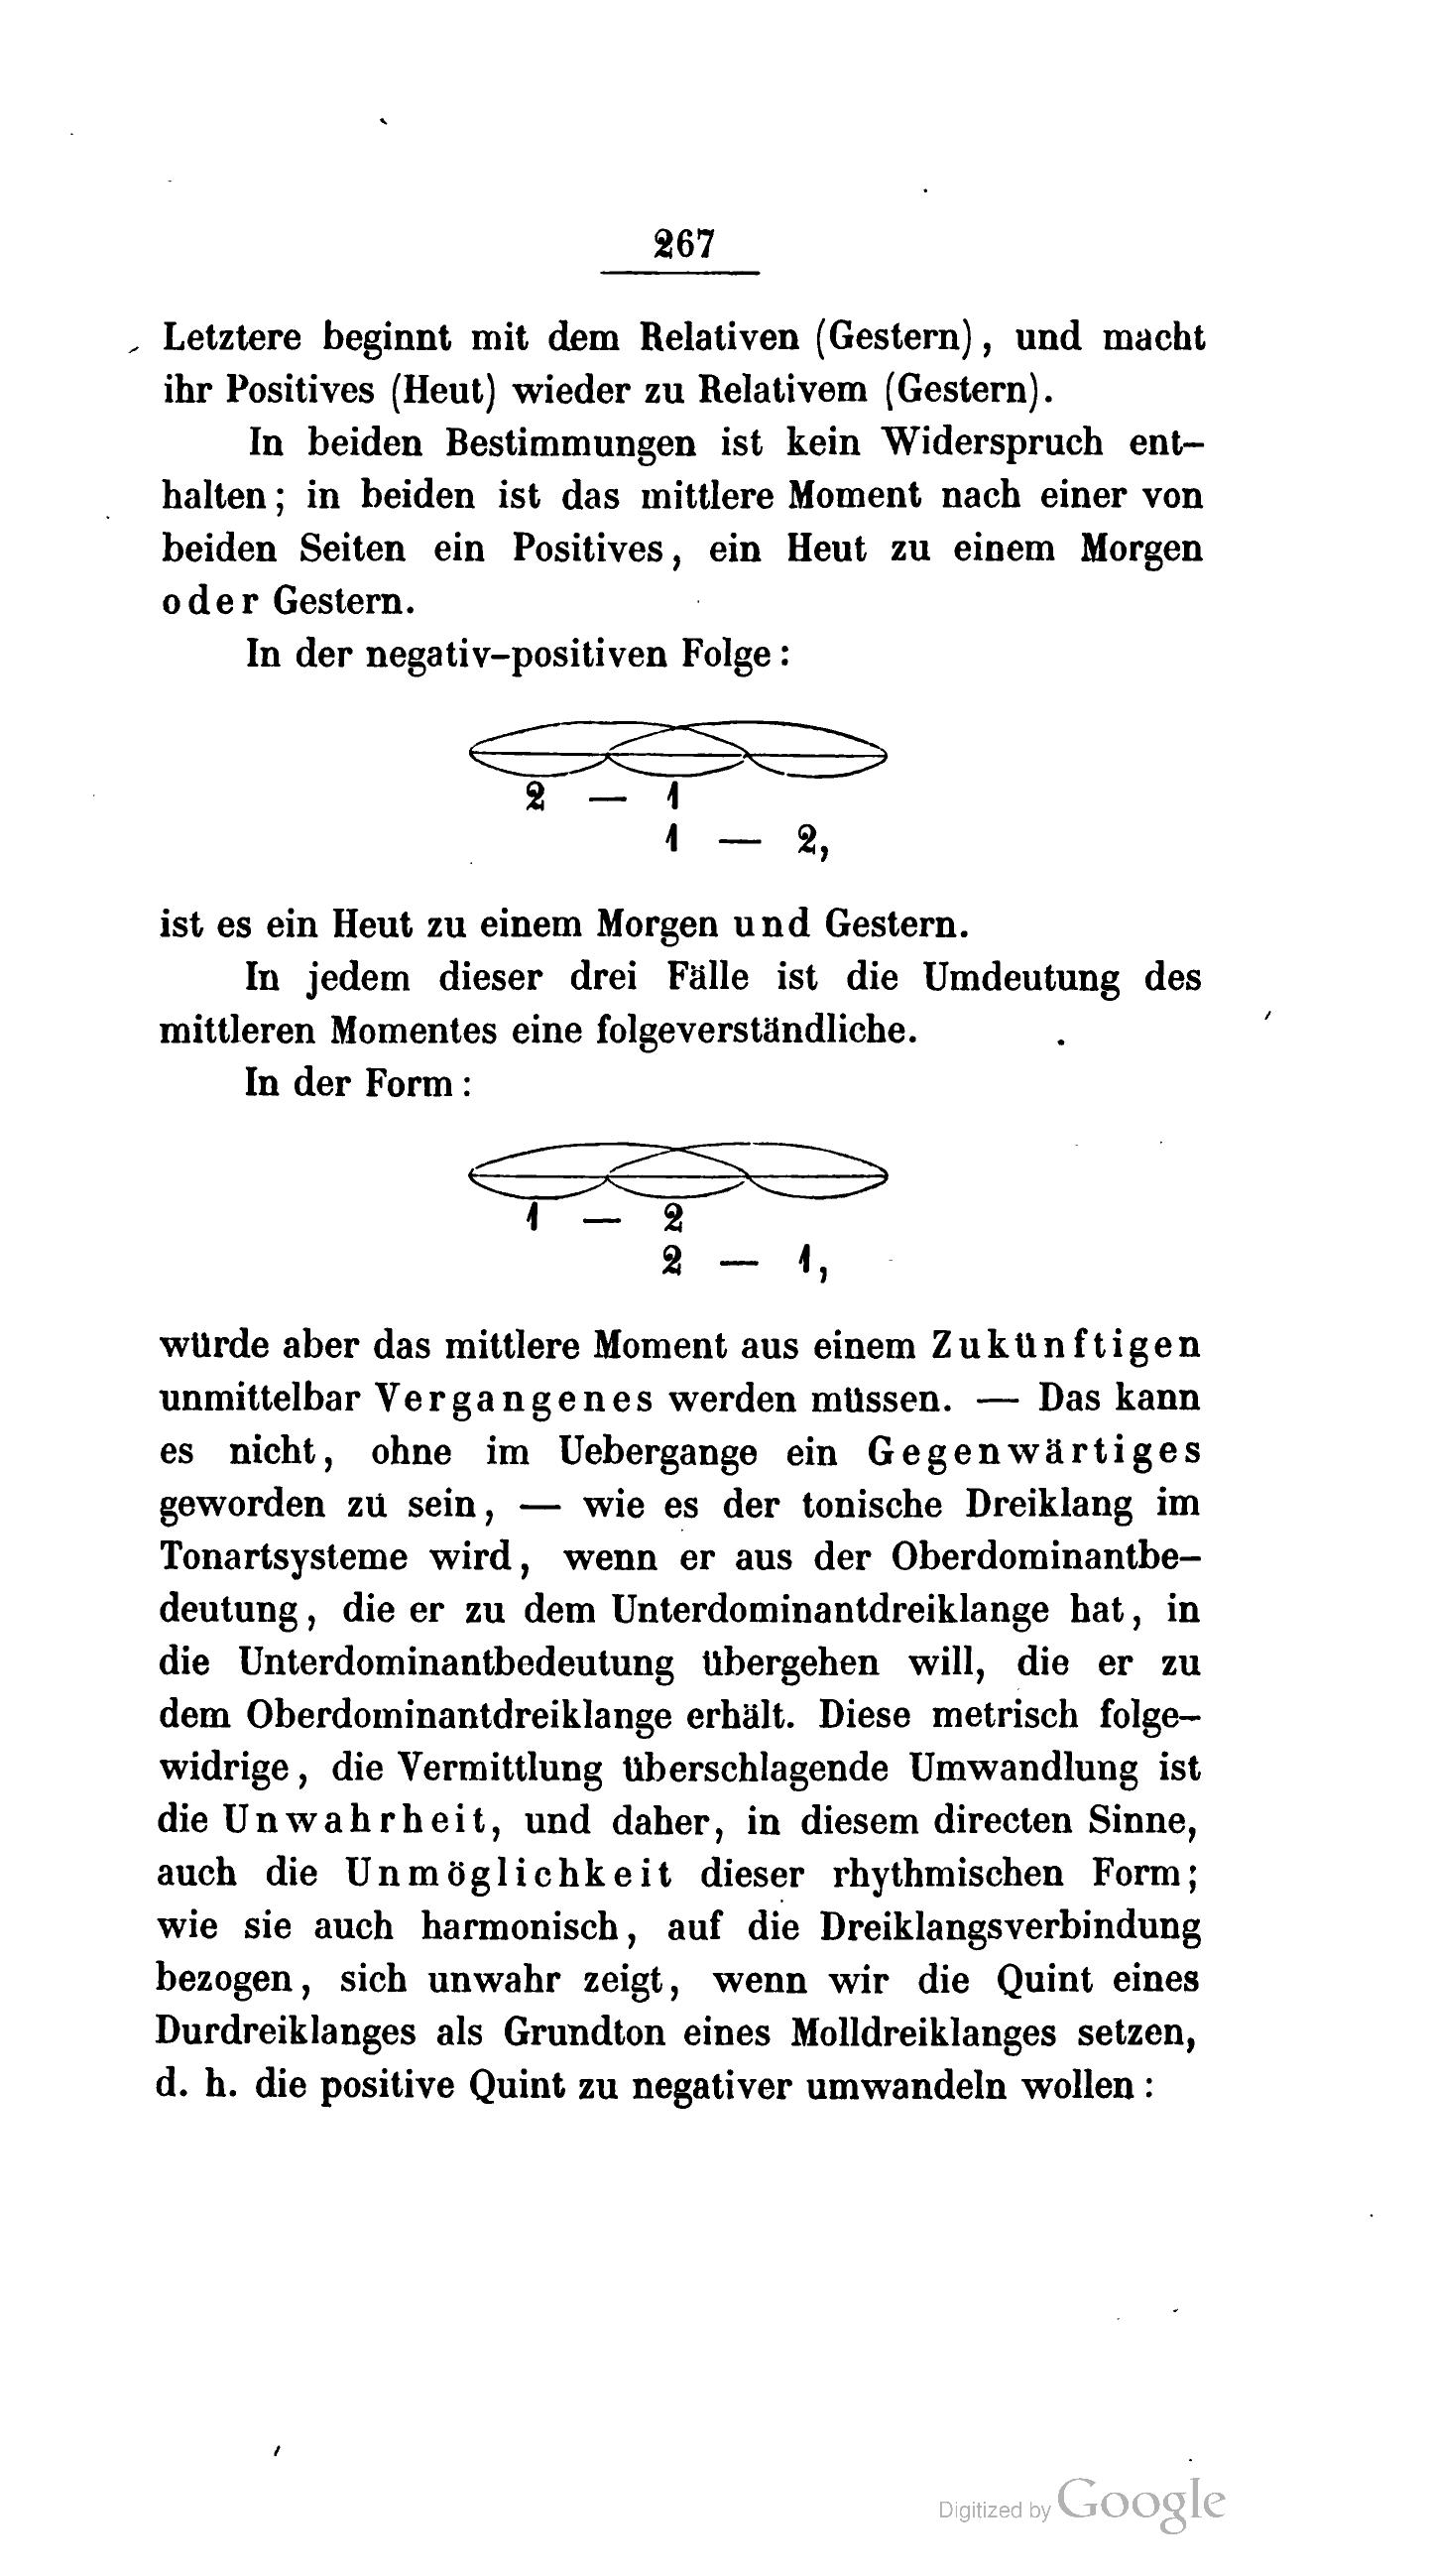 267
Letztere beginnt mit dem Relativen (Gestern), und macht
ihr Positives (Heut) wieder zu Relativem (Gestern).
In beiden Bestimmungen ist kein Widerspruch ent-
halten; in beiden ist das mittlere Moment nach einer von
beiden Seiten ein Positives, ein Heut zu einem Morgen
oder Gestern.
In der negativ-positiven Folge:
2 — 1
1 — 2,
ist es ein Heut zu einem Morgen und Gestern.
In jedem dieser drei Fälle ist die Umdeutung des
mittleren Momentes eine folgeverständliche.
In der Form:
1 — 2
2 — 1,
würde aber das mittlere Moment aus einem Zukünftigen
unmittelbar Vergangenes werden müssen. — Das kann
es nicht, ohne im Uebergange ein Gegenwärtiges
geworden zu sein, — wie es der tonische Dreiklang im
Tonartsysteme wird, wenn er aus der Oberdominantbe-
deutung, die er zu dem Unterdominantdreiklange hat, in
die Unterdominantbedeutung übergehen will, die er zu
dem Oberdominantdreiklange erhält. Diese metrisch folge-
widrige, die Vermittlung überschlagende Umwandlung ist
die Unwahrheit, und daher, in diesem directen Sinne,
auch die Unmöglichkeit dieser rhythmischen Form;
wie sie auch harmonisch, auf die Dreiklangsverbindung
bezogen, sich unwahr zeigt, wenn wir die Quint eines
Durdreiklanges als Grundton eines Molldreiklanges setzen,
d. h. die positive Quint zu negativer umwandeln wollen:
Digitized by Google